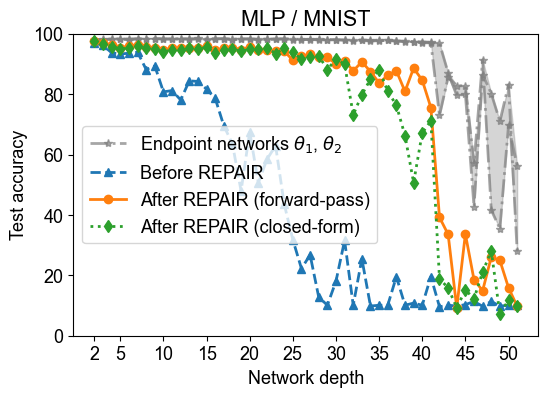 MLP / MNIST
Test accuracy
100
80
60
40
20
0
Endpoint networks θ₁, θ₂
Before REPAIR
After REPAIR (forward-pass)
After REPAIR (closed-form)
2 5 10 15 20 25 30 35 40 45 50
Network depth